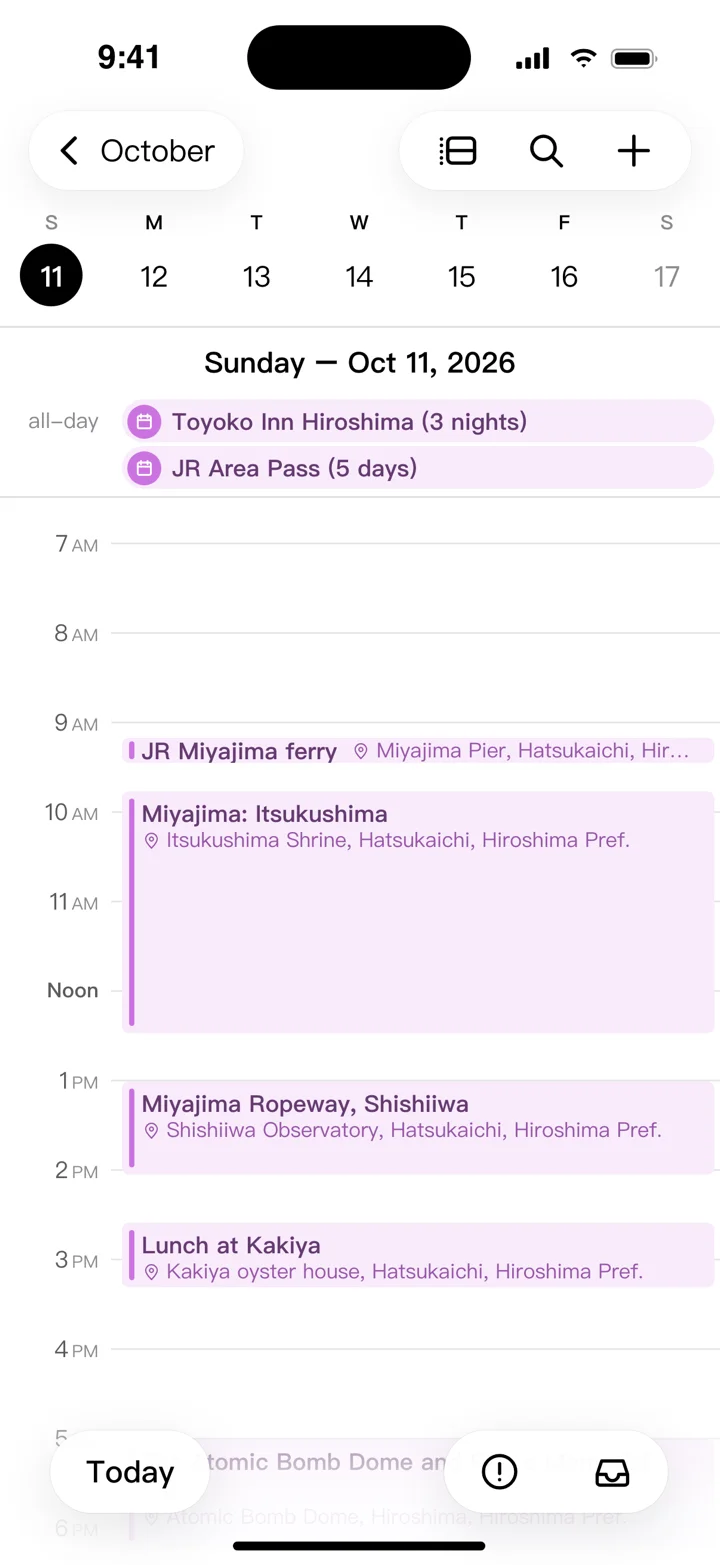 9:41
October
S M T W T F S
11 12 13 14 15 16 17
Sunday – Oct 11, 2026
all-day
Toyoko Inn Hiroshima (3 nights)
JR Area Pass (5 days)
7 AM
8 AM
9 AM
JR Miyajima ferry Miyajima Pier, Hatsukaichi, Hir...
10 AM
Miyajima: Itsukushima
Itsukushima Shrine, Hatsukaichi, Hiroshima Pref.
11 AM
Noon
1 PM
Miyajima Ropeway, Shishiiwa
Shishiiwa Observatory, Hatsukaichi, Hiroshima Pref.
2 PM
Lunch at Kakiya
3 PM
Kakiya oyster house, Hatsukaichi, Hiroshima Pref.
4 PM
5
tomic Bomb Dome an
Today
6 PM
Atomic Bomb Dome, Hiroshima, Hiroshima Pref.